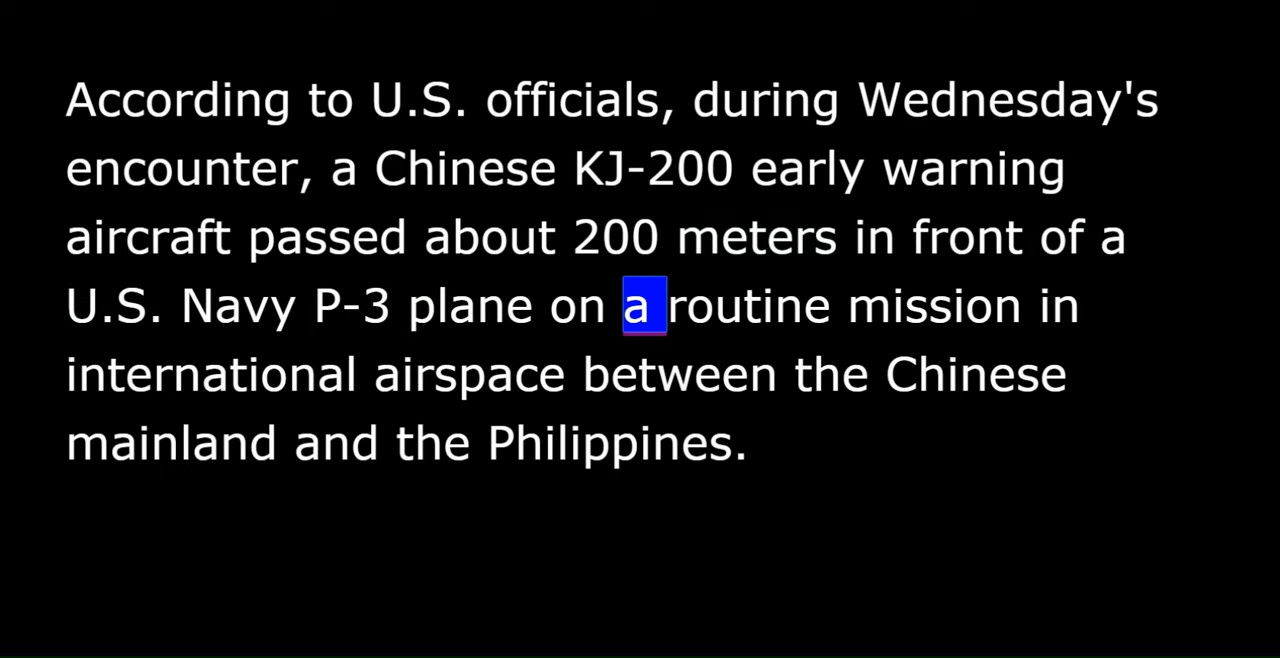 According to U.S. officials, during Wednesday's
encounter, a Chinese KJ-200 early warning
aircraft passed about 200 meters in front of a
U.S. Navy P-3 plane on a routine mission in
international airspace between the Chinese
mainland and the Philippines.